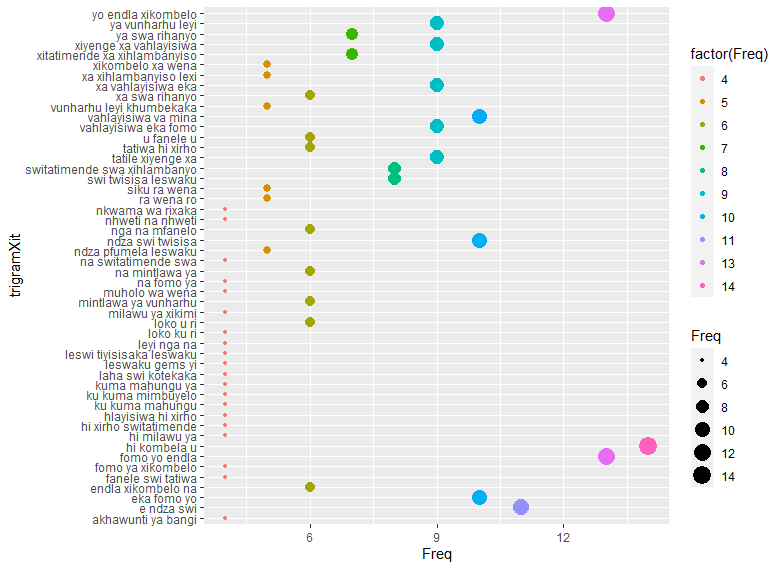 yo endla xikombelo
ya vunharhu leyi
ya swa rihanyo
xiyenge xa vahlayisiwa
xitatimende xa xihlambanyiso
xikombelo xa wena
xa xihlambanyiso lexi
xa vahlayisiwa eka
xa swa rihanyo
vunharhu leyi khumbekaka
vahlayisiwa va mina
vahlayisiwa eka fomo
u fanele u
tatiwa hi xirho
tatile xiyenge xa
switatimende swa xihlambanyo
swi twisisa leswaku
siku ra wena
ra wena ro
nkwama wa rixaka
nhweti na nhweti
nga na mfanelo
ndza swi twisisa
ndza pfumela leswaku
na switatimende swa
na mintlawa ya
na fomo ya
muholo wa wena
mintlawa ya vunharhu
milawu ya xikimi
loko u ri
loko ku ri
leyi nga na
leswi tiyisisaka leswaku
leswaku gems yi
laha swi kotekaka
kuma mahungu ya
ku kuma mimbuyelo
ku kuma mahungu
hlayisiwa hi xirho
hi xirho switatimende
hi milawu ya
hi kombela u
fomo yo endla
fomo ya xikombelo
fanele swi tatiwa
endla xikombelo na
eka fomo yo
e ndza swi
akhawunti ya bangi
trigramXit
6 9 12
Freq
factor(Freq)
4
5
6
7
8
9
10
11
13
14
Freq
4
6
8
10
12
14